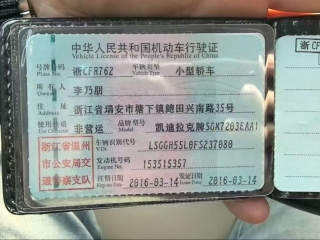 中华人民共和国机动车行驶证
Vehicle License of the People's Republic of China
号牌号码 浙CFR762 车辆类型 小型轿车
Plate No. Vehicle Type
所有人 李乃朋
Owner
住址 浙江省瑞安市塘下镇鲍田兴南路35号
Address
使用性质 非营运 品牌型号 凯迪拉克牌SGM7203EAA1
Use Character Model
浙江省温州
市公安局交
通警察支队
车辆识别代号 LSGGH55L0FS237080
VIN
发动机号码 153515357
Engine No.
注册日期 2016-03-14 发证日期 2016-03-14
Register Date Issue Date
浙CF